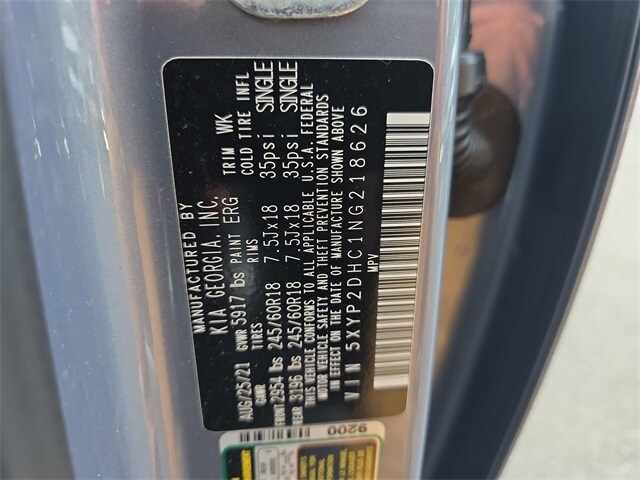 MANUFACTURED BY
KIA GEORGIA, INC.
AUG/25/21 GVWR 5917 lbs PAINT ERG TRIM WK
GAWR TIRES RIMS COLD TIRE INFL
FRONT 2954 lbs 245/60R18 7.5Jx18 35psi SINGLE
REAR 3196 lbs 245/60R18 7.5Jx18 35psi SINGLE
THIS VEHICLE CONFORMS TO ALL APPLICABLE U.S.A. FEDERAL
MOTOR VEHICLE SAFETY AND THEFT PREVENTION STANDARDS
IN EFFECT ON THE DATE OF MANUFACTURE SHOWN ABOVE
VIN 5XYP2DHC1NG218626
MPV
9200